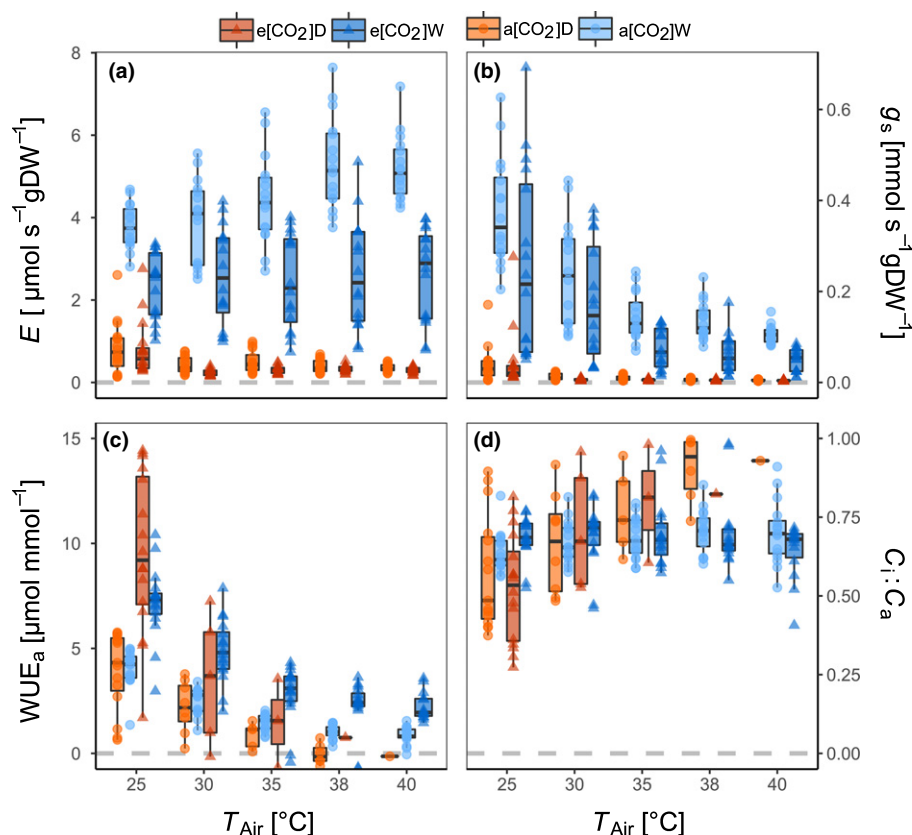 e[CO2]D e[CO2]W a[CO2]D a[CO2]W
(a) (b)
8
6
4
2
0
E [ µmol s⁻¹gDW⁻¹]
0.6
0.4
0.2
0.0
gs [mmol s⁻¹gDW⁻¹]
(c) (d)
15
10
5
0
WUEa [µmol mmol⁻¹]
1.00
0.75
0.50
0.25
0.00
Ci : Ca
25 30 35 38 40 25 30 35 38 40
TAir [°C] TAir [°C]